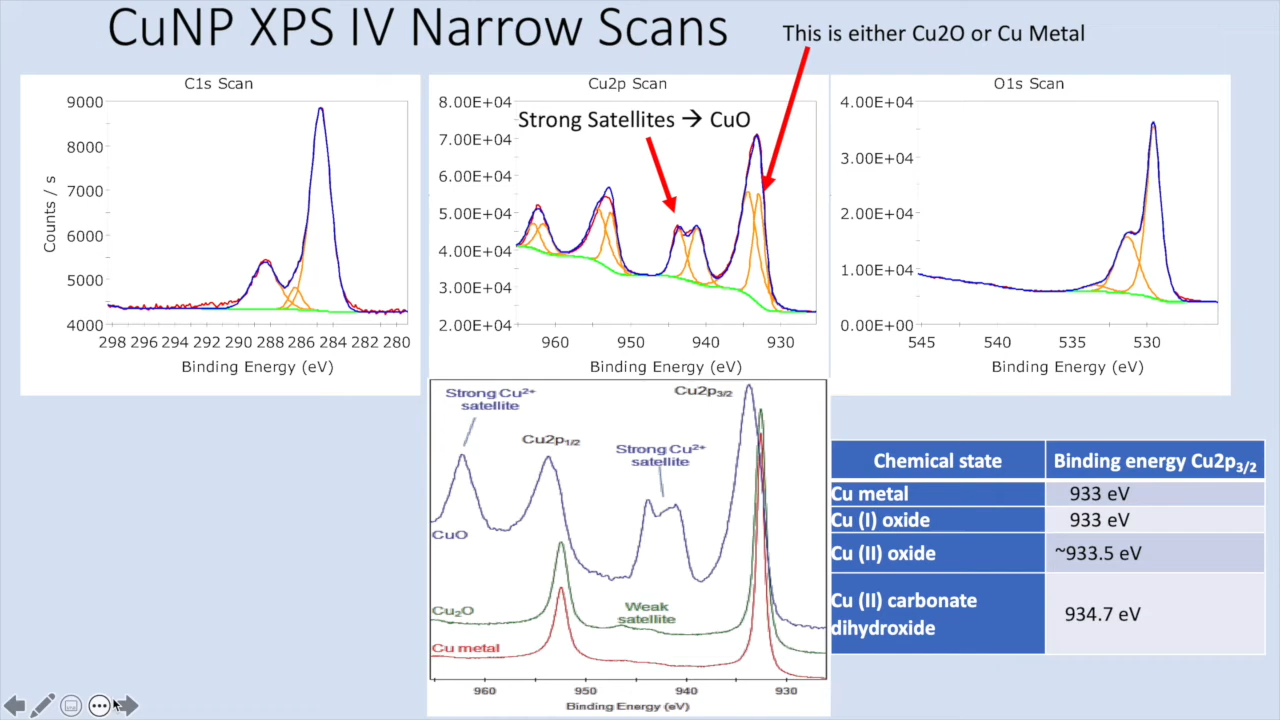 CuNP XPS IV Narrow Scans
This is either Cu2O or Cu Metal
C1s Scan
9000
8000
7000
6000
5000
4000
Counts / s
298 296 294 292 290 288 286 284 282 280
Binding Energy (eV)
Cu2p Scan
Strong Satellites → CuO
8.00E+04
7.00E+04
6.00E+04
5.00E+04
4.00E+04
3.00E+04
2.00E+04
960 950 940 930
Binding Energy (eV)
O1s Scan
4.00E+04
3.00E+04
2.00E+04
1.00E+04
0.00E+00
545 540 535 530
Binding Energy (eV)
Strong Cu²⁺
satellite
Cu2p₁/₂
Strong Cu²⁺
satellite
Cu2p₃/₂
CuO
Cu₂O
Weak
satellite
Cu metal
960 950 940 930
Binding Energy (eV)
Chemical state Binding energy Cu2p₃/₂
Cu metal 933 eV
Cu (I) oxide 933 eV
Cu (II) oxide ~933.5 eV
Cu (II) carbonate
dihydroxide 934.7 eV